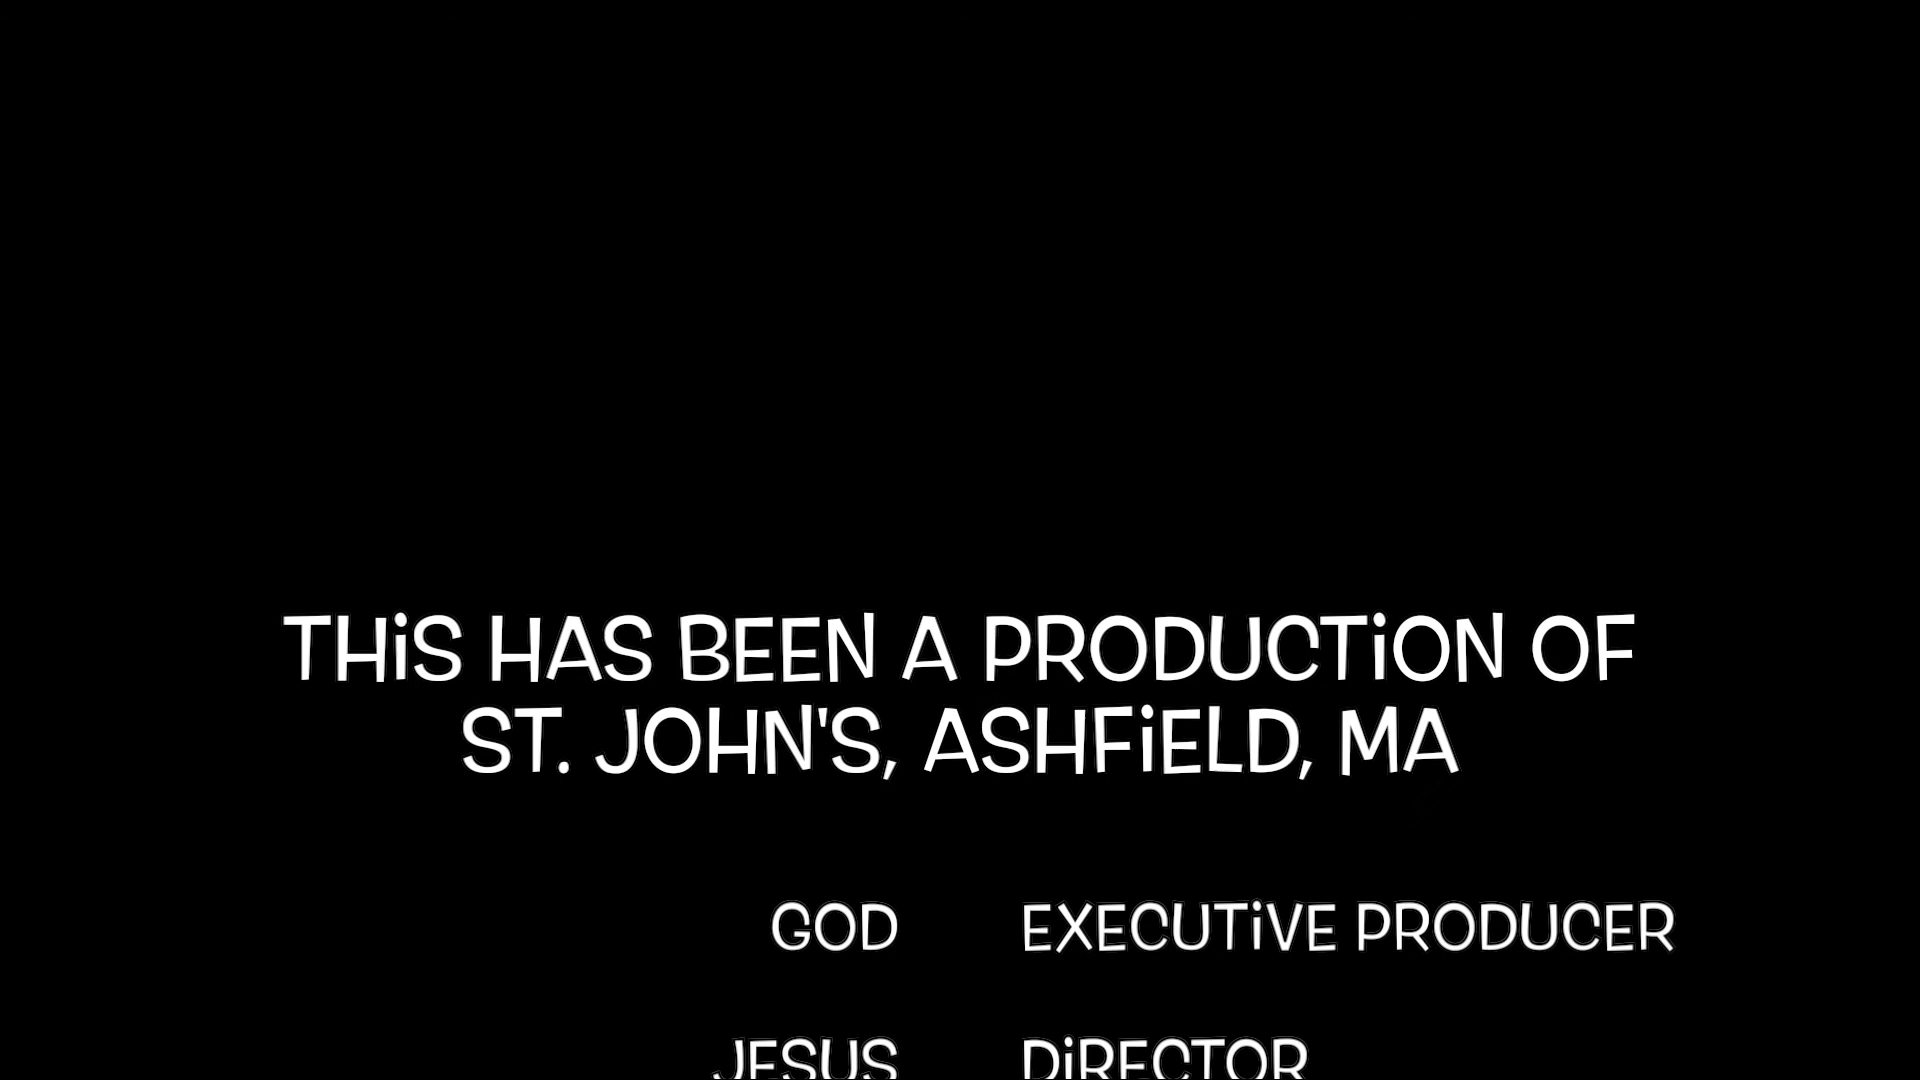 THiS HAS BEEN A PRODUCTiON OF
ST. JOHN'S, ASHFiELD, MA
GOD EXECUTiVE PRODUCER
JESUS DiRECTOR